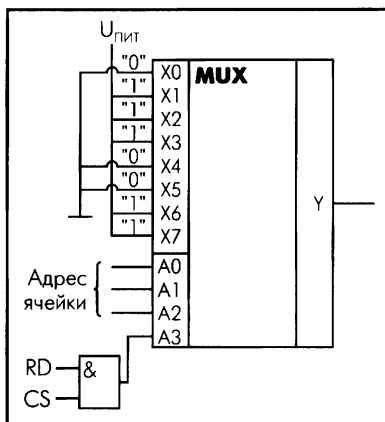 Uпит
"0" X0 MUX
"1" X1
"1" X2
"1" X3
"0" X4
"0" X5
"1" X6
"1" X7
Y
Адрес
ячейки
A0
A1
A2
A3
RD &
CS